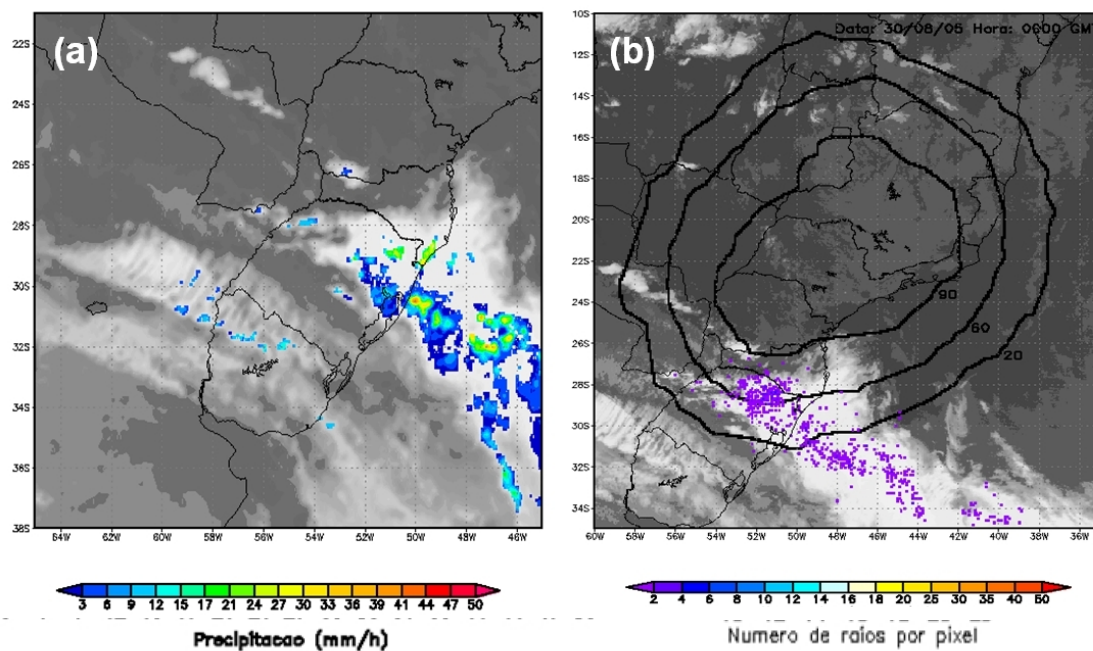 (a)
22S
24S
26S
28S
30S
32S
34S
36S
38S
64W 62W 60W 58W 56W 54W 52W 50W 48W 46W
3 6 9 12 15 17 21 24 27 30 33 36 39 41 44 47 50
Precipitacao (mm/h)
(b)
Data: 30/08/05 Hora: 0600 GMT
10S
12S
14S
16S
18S
20S
22S
24S
26S
28S
30S
32S
34S
90
60
20
60W 58W 56W 54W 52W 50W 48W 46W 44W 42W 40W 38W 36W
2 4 6 10 12 14 16 18 20 25 30 35 40 50
Numero de raios por pixel